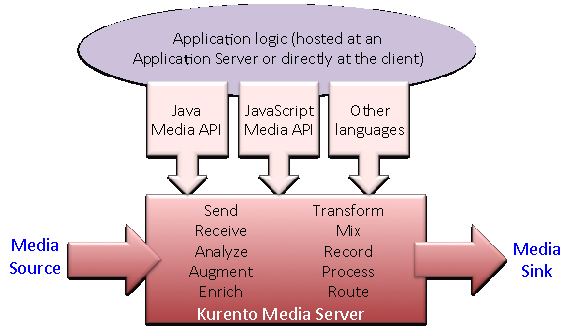 Application logic (hosted at an
Application Server or directly at the client)
Java
Media API
JavaScript
Media API
Other
languages
Media
Source
Send
Receive
Analyze
Augment
Enrich
Transform
Mix
Record
Process
Route
Kurento Media Server
Media
Sink